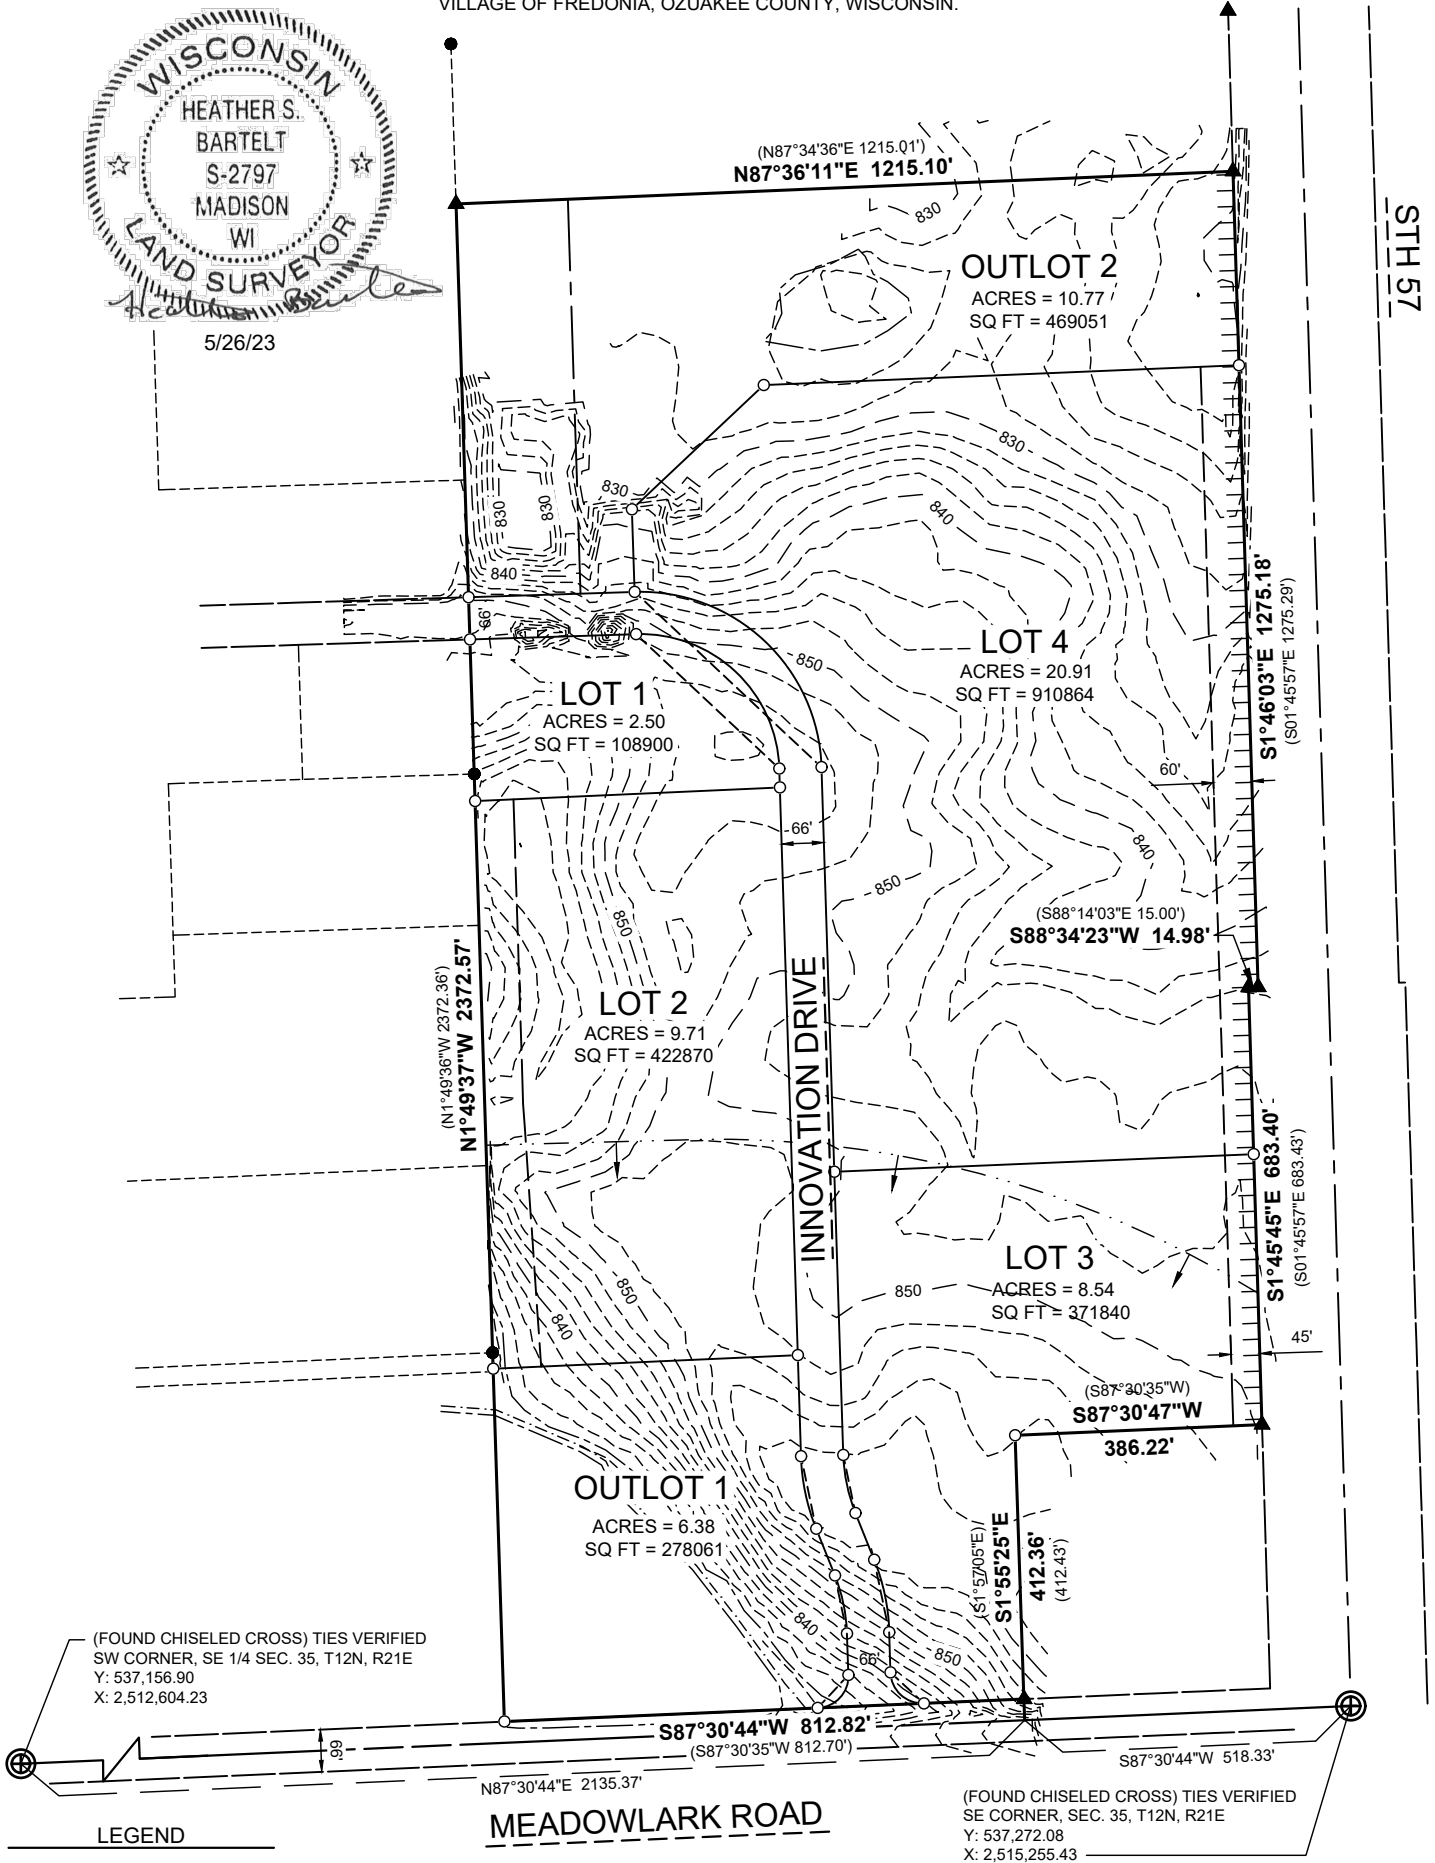 VILLAGE OF FREDONIA, OZUAKEE COUNTY, WISCONSIN.
WISCONSIN
HEATHER S.
BARTELT
S-2797
MADISON
WI
LAND SURVEYOR
Heather Bartelt
5/26/23
(N87°34'36"E 1215.01')
N87°36'11"E 1215.10'
STH 57
830
OUTLOT 2
ACRES = 10.77
SQ FT = 469051
830
840
830
830
830
840
66'
LOT 4
ACRES = 20.91
SQ FT = 910864
850
S1°46'03"E 1275.18'
(S01°45'57"E 1275.29')
LOT 1
ACRES = 2.50
SQ FT = 108900
60'
66'
840
850
850
(S88°14'03"E 15.00')
S88°34'23"W 14.98'
(N1°49'36"W 2372.36')
N1°49'37"W 2372.57'
LOT 2
ACRES = 9.71
SQ FT = 422870
INNOVATION DRIVE
S1°45'45"E 683.40'
(S01°45'57"E 683.43')
LOT 3
ACRES = 8.54
SQ FT = 371840
850
850
840
45'
(S87°30'35"W)
S87°30'47"W
386.22'
OUTLOT 1
ACRES = 6.38
SQ FT = 278061
(S1°57'05"E)
S1°55'25"E
412.36'
(412.43')
840
850
66'
(FOUND CHISELED CROSS) TIES VERIFIED
SW CORNER, SE 1/4 SEC. 35, T12N, R21E
Y: 537,156.90
X: 2,512,604.23
66'
S87°30'44"W 812.82'
(S87°30'35"W 812.70')
S87°30'44"W 518.33'
N87°30'44"E 2135.37'
MEADOWLARK ROAD
(FOUND CHISELED CROSS) TIES VERIFIED
SE CORNER, SEC. 35, T12N, R21E
Y: 537,272.08
X: 2,515,255.43
LEGEND